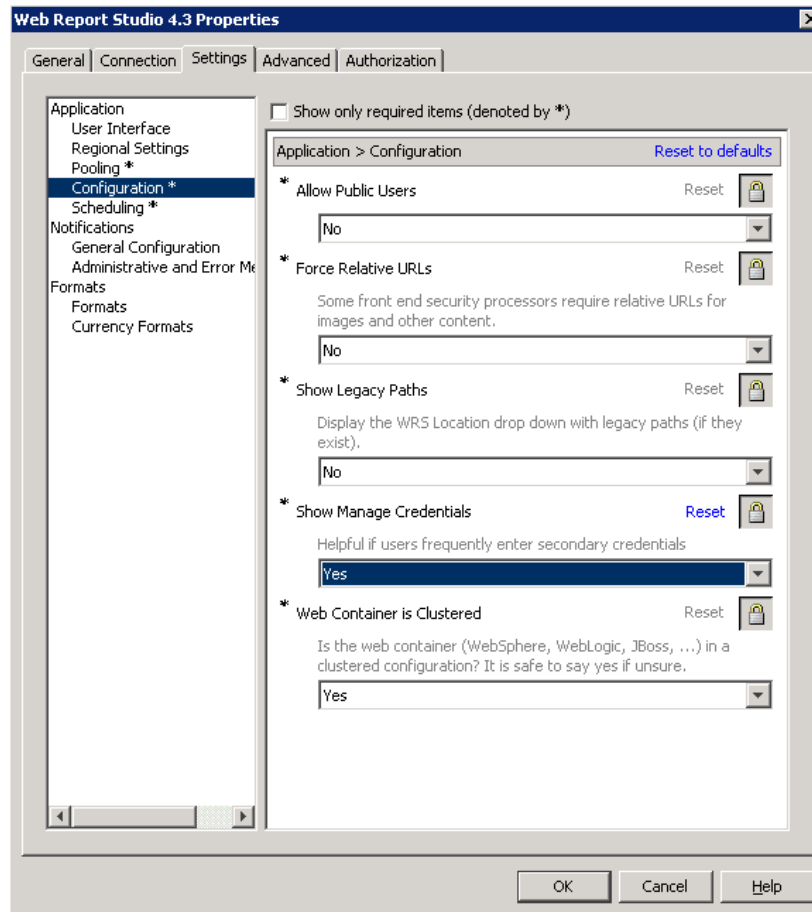 Web Report Studio 4.3 Properties
General
Connection
Settings
Advanced
Authorization
Application
User Interface
Regional Settings
Pooling *
Configuration *
Scheduling *
Notifications
General Configuration
Administrative and Error Me
Formats
Formats
Currency Formats
Show only required items (denoted by *)
Application > Configuration
Reset to defaults
* Allow Public Users
Reset
No
* Force Relative URLs
Reset
Some front end security processors require relative URLs for
images and other content.
No
* Show Legacy Paths
Reset
Display the WRS Location drop down with legacy paths (if they
exist).
No
* Show Manage Credentials
Reset
Helpful if users frequently enter secondary credentials
Yes
* Web Container is Clustered
Reset
Is the web container (WebSphere, WebLogic, JBoss, ...) in a
clustered configuration? It is safe to say yes if unsure.
Yes
OK
Cancel
Help